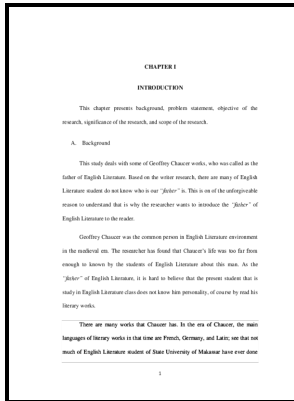 CHAPTER I
INTRODUCTION
This chapter presents background, problem statement, objective of the
research, significance of the research, and scope of the research.
A. Background
This study deals with some of Geoffrey Chaucer works, who was called as the
father of English Literature. Based on the writer research, there are many of English
Literature student do not know who is our "father" is. This is on of the unforgiveable
reason to understand that is why the researcher wants to introduce the "father" of
English Literature to the reader.
Geoffrey Chaucer was the common person in English Literature environment
in the medieval era. The researcher has found that Chaucer's life was too far from
enough to known by the students of English Literature about this man. As the
"father" of English Literature, it is hard to believe that the present student that is
study in English Literature class does not know him personality, of course by read his
literary works.
There are many works that Chaucer has. In the era of Chaucer, the main
languages of literary works in that time are French, Germany, and Latin; see that not
much of English Literature student of State University of Makassar have ever done
1